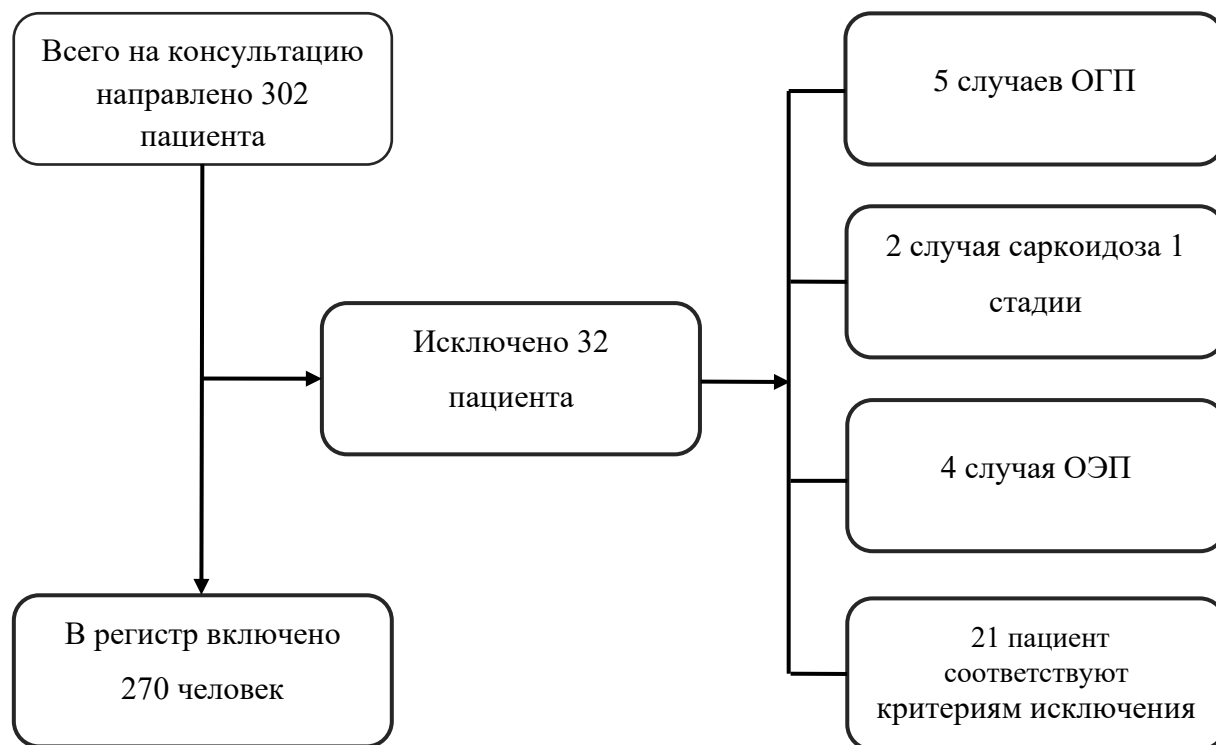 Всего на консультацию
направлено 302
пациента
5 случаев ОГП
2 случая саркоидоза 1
стадии
Исключено 32
пациента
4 случая ОЭП
В регистр включено
270 человек
21 пациент
соответствуют
критериям исключения